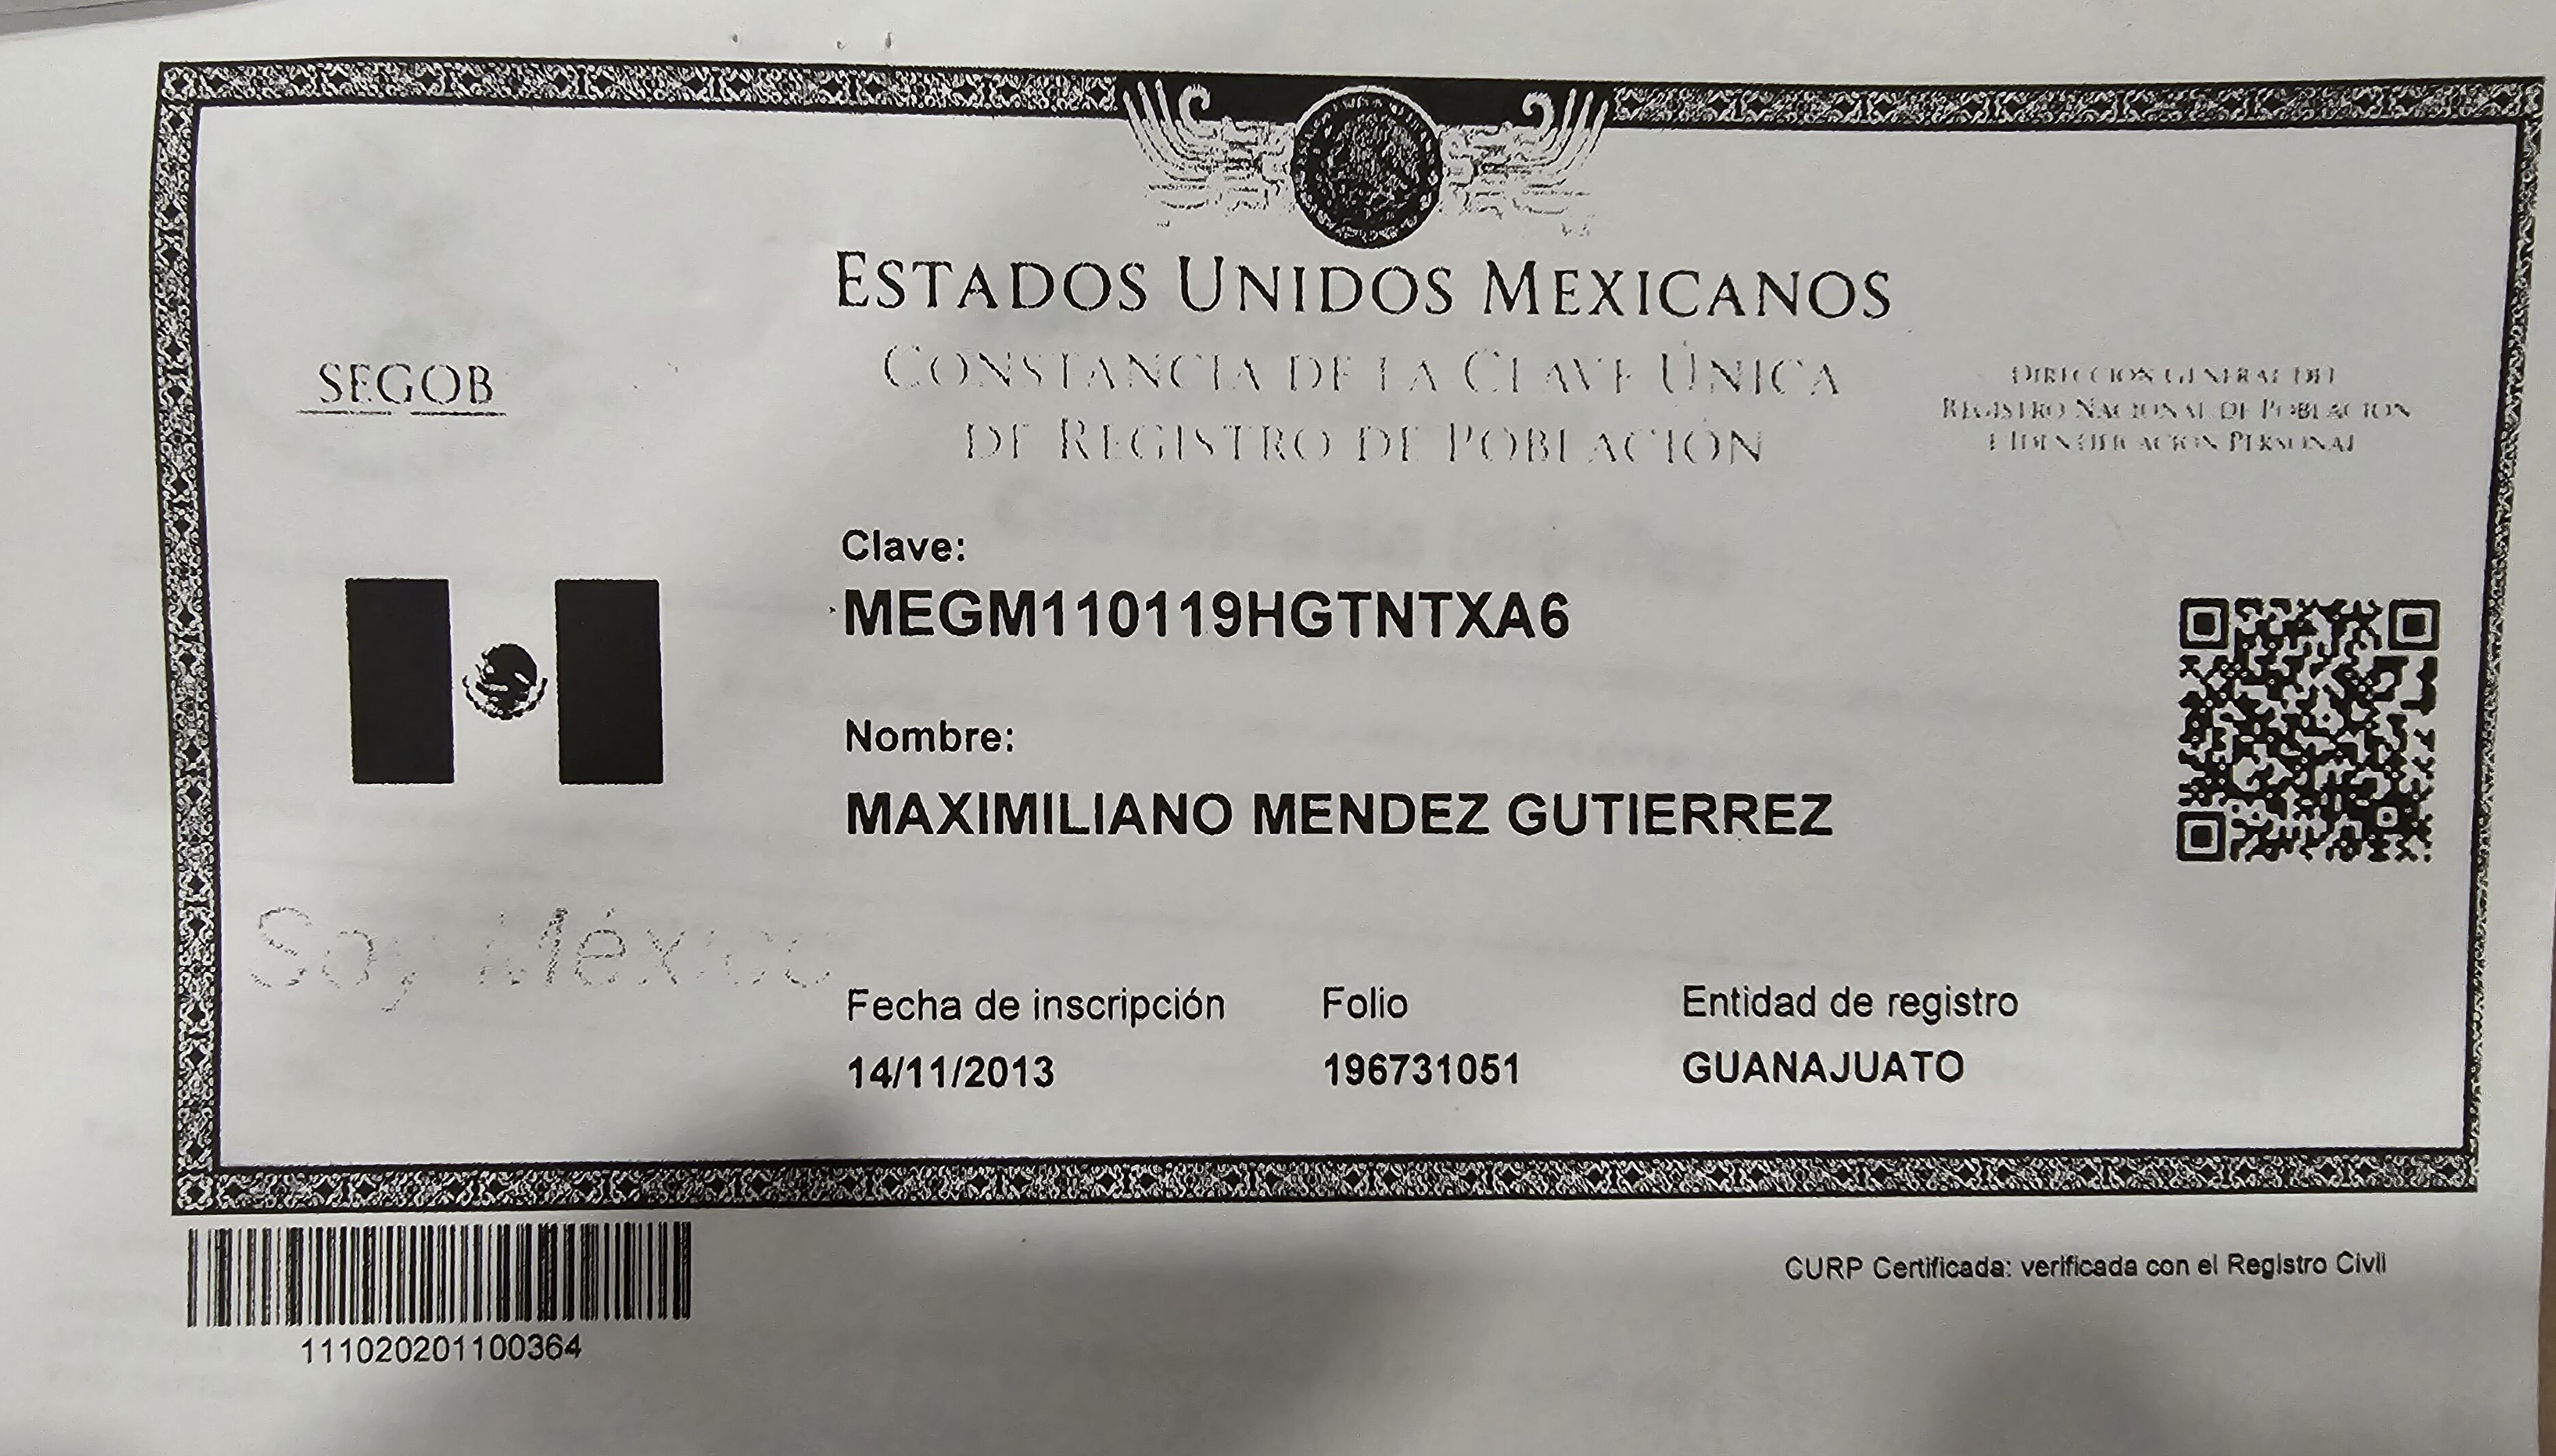 ESTADOS UNIDOS MEXICANOS
CONSTANCIA DE LA CLAVE ÚNICA
DE REGISTRO DE POBLACIÓN
SEGOB
DIRECCIÓN GENERAL DEL
REGISTRO NACIONAL DE POBLACIÓN
E IDENTIFICACIÓN PERSONAL
Clave:
MEGM110119HGTNTXA6
Nombre:
MAXIMILIANO MENDEZ GUTIERREZ
Soy México
Fecha de inscripción Folio Entidad de registro
14/11/2013 196731051 GUANAJUATO
111020201100364
CURP Certificada: verificada con el Registro Civil